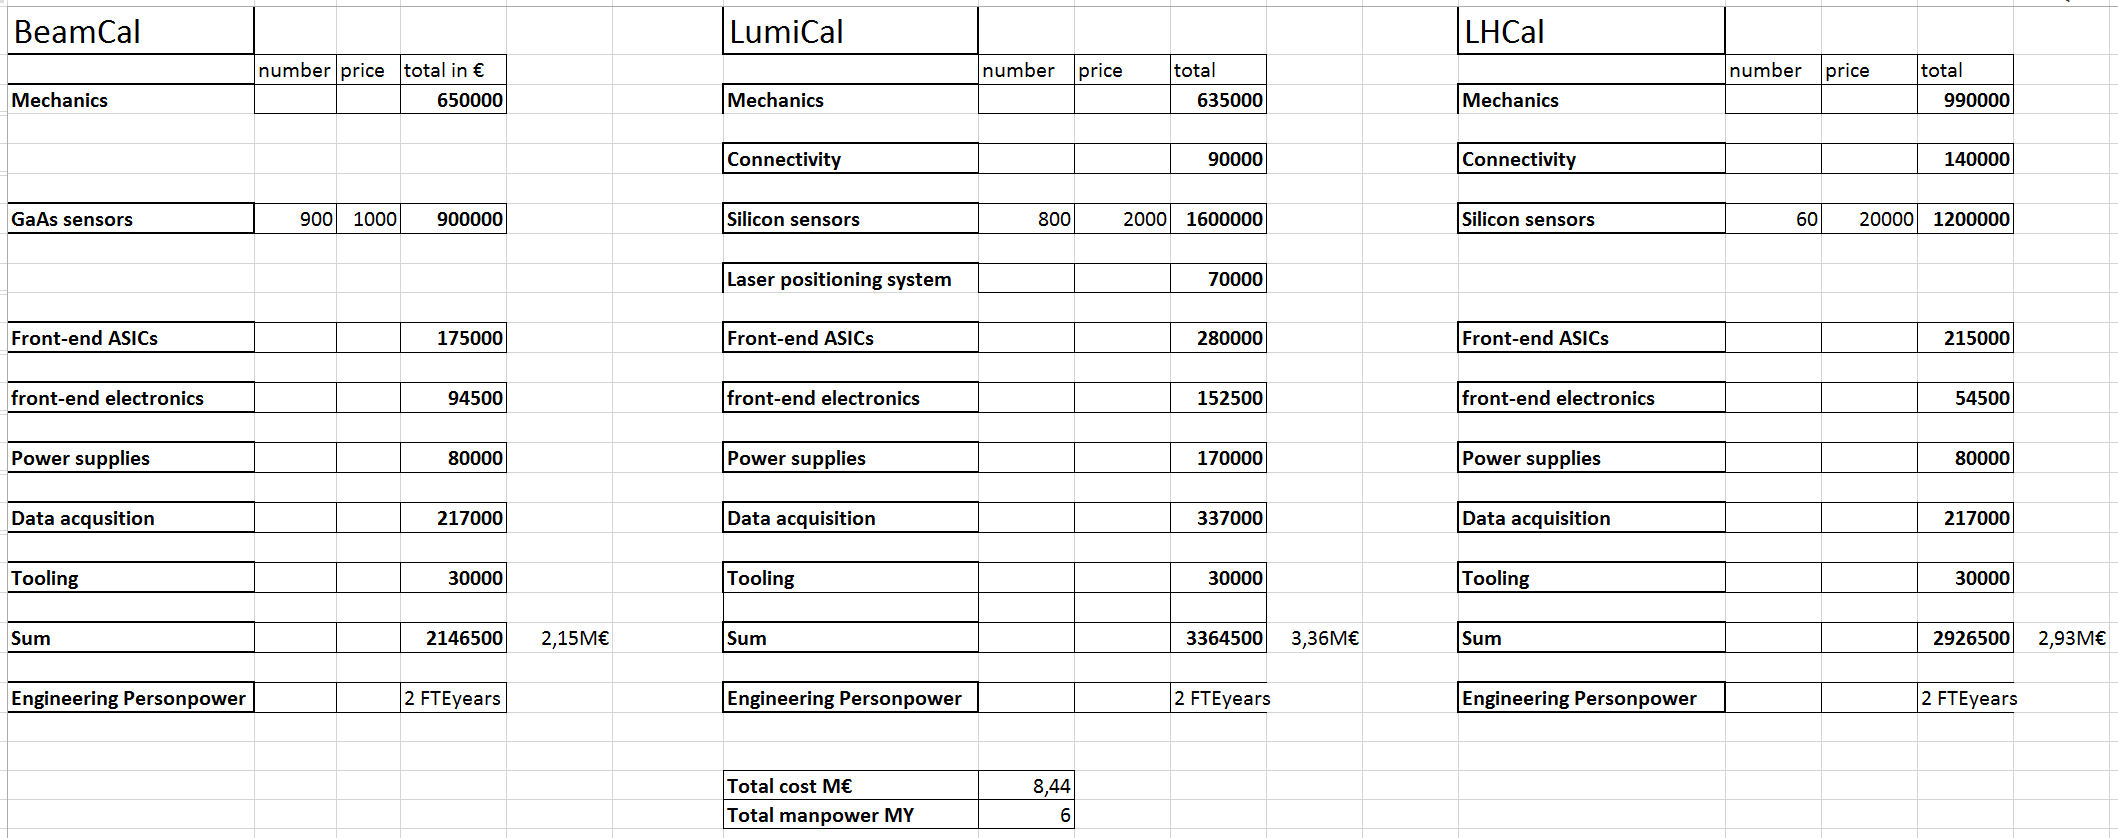 BeamCal LumiCal LHCal
number price total in € number price total number price total
Mechanics 650000 Mechanics 635000 Mechanics 990000
Connectivity 90000 Connectivity 140000
GaAs sensors 900 1000 900000 Silicon sensors 800 2000 1600000 Silicon sensors 60 20000 1200000
Laser positioning system 70000
Front-end ASICs 175000 Front-end ASICs 280000 Front-end ASICs 215000
front-end electronics 94500 front-end electronics 152500 front-end electronics 54500
Power supplies 80000 Power supplies 170000 Power supplies 80000
Data acqusition 217000 Data acquisition 337000 Data acquisition 217000
Tooling 30000 Tooling 30000 Tooling 30000
Sum 2146500 2,15M€ Sum 3364500 3,36M€ Sum 2926500 2,93M€
Engineering Personpower 2 FTEyears Engineering Personpower 2 FTEyears Engineering Personpower 2 FTEyears
Total cost M€ 8,44
Total manpower MY 6